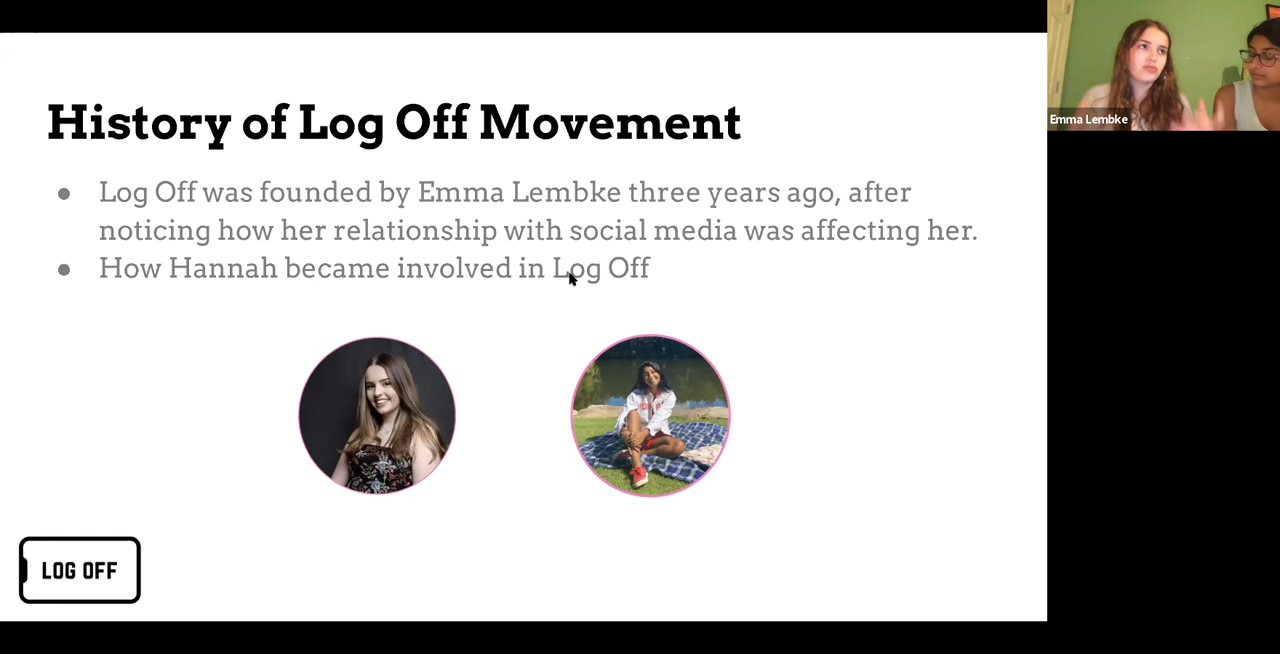 History of Log Off Movement
● Log Off was founded by Emma Lembke three years ago, after
noticing how her relationship with social media was affecting her.
● How Hannah became involved in Log Off
LOG OFF
Emma Lembke